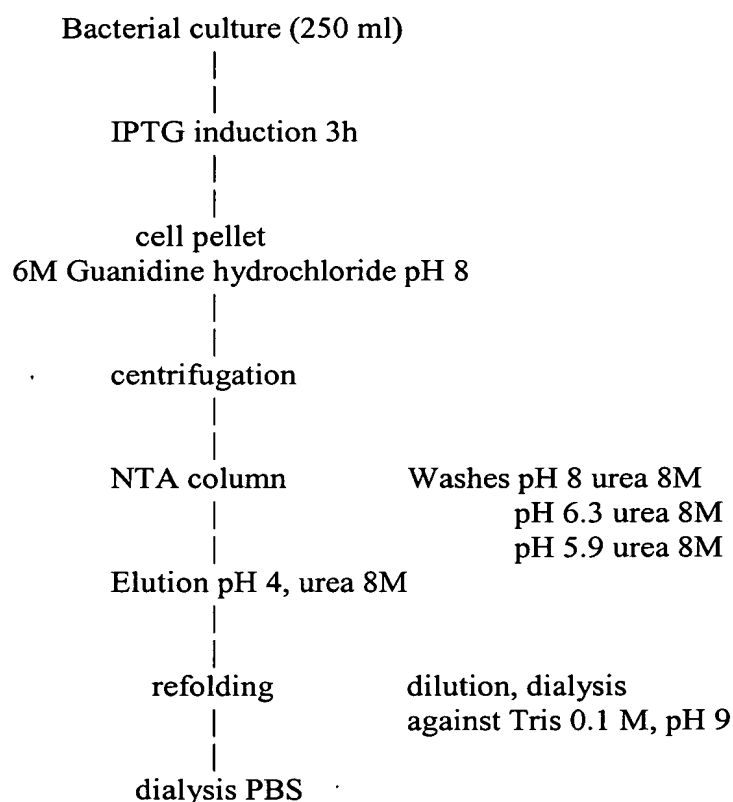 Bacterial culture (250 ml)
IPTG induction 3h
cell pellet
6M Guanidine hydrochloride pH 8
centrifugation
NTA column Washes pH 8 urea 8M
pH 6.3 urea 8M
pH 5.9 urea 8M
Elution pH 4, urea 8M
refolding dilution, dialysis
against Tris 0.1 M, pH 9
dialysis PBS